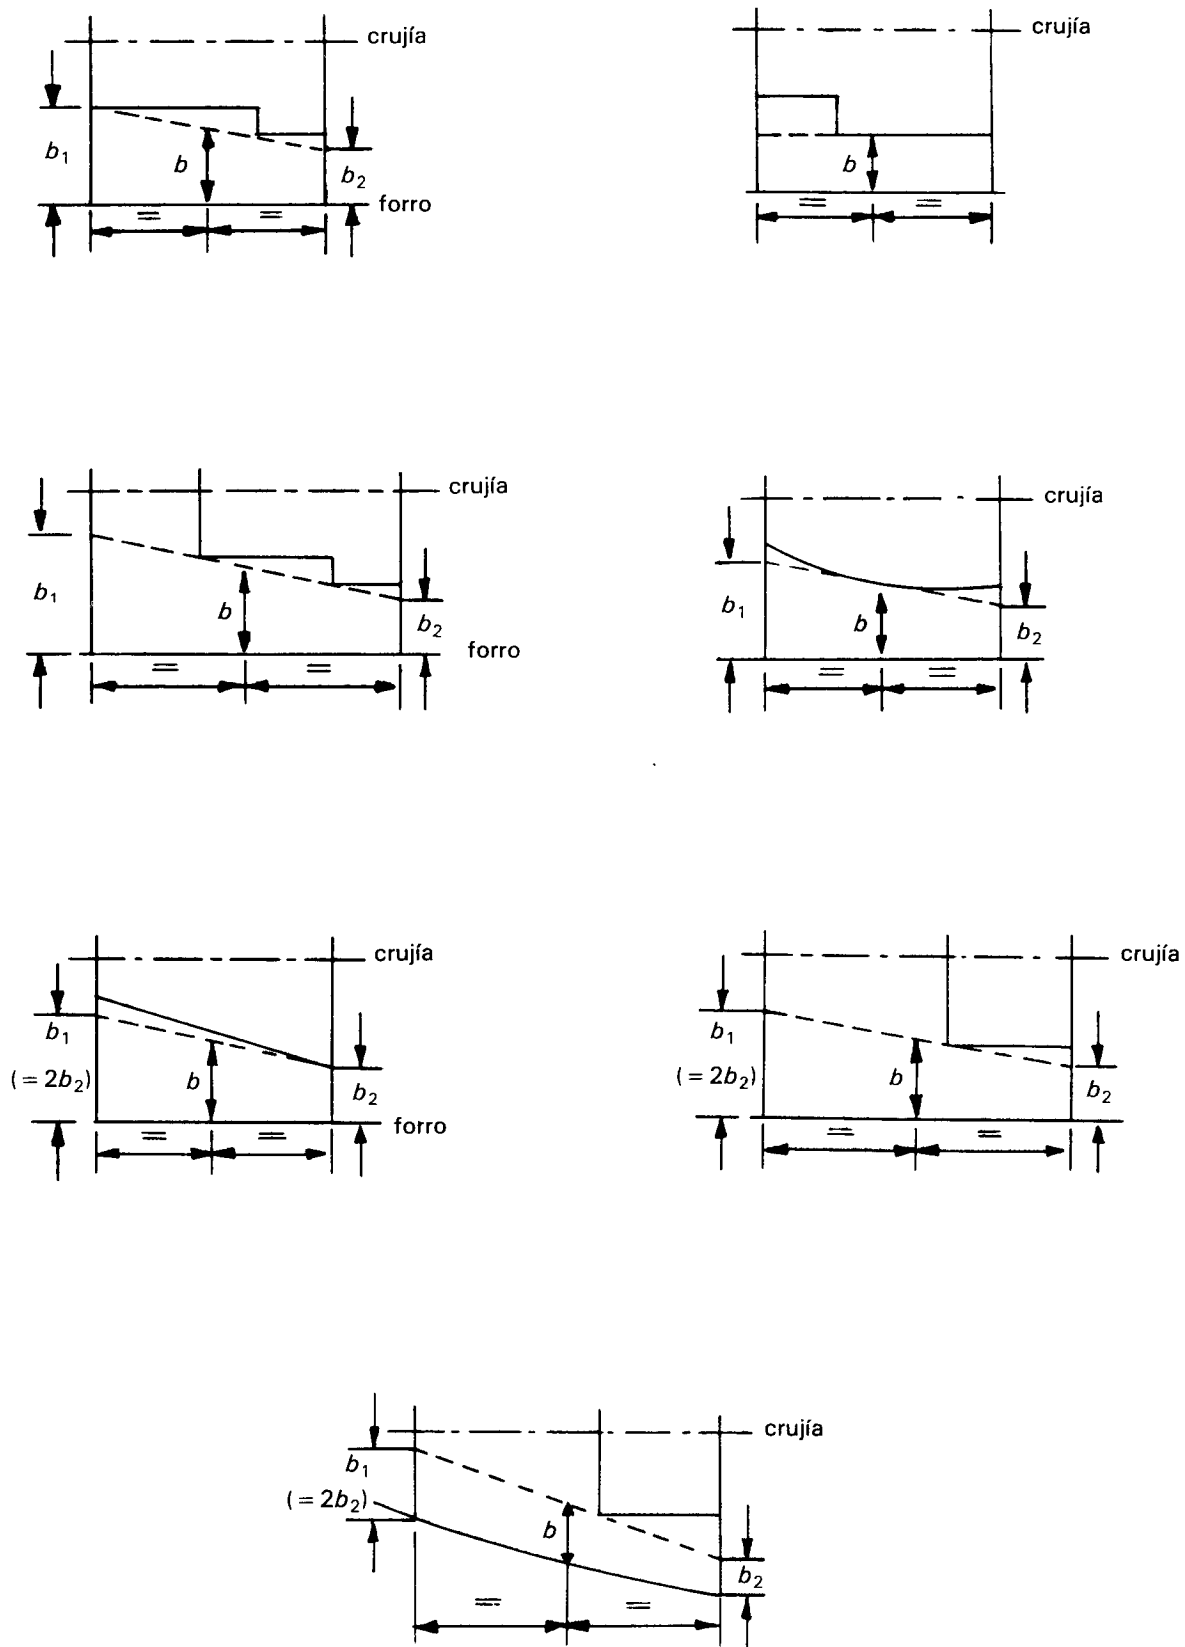 crujía
b₁
b
b₂
forro
=
=
crujía
b
=
=
crujía
b₁
b
b₂
forro
=
=
crujía
b₁
b
b₂
=
=
crujía
b₁
(= 2b₂)
b
b₂
forro
=
=
crujía
b₁
(= 2b₂)
b
b₂
=
=
crujía
b₁
(= 2b₂)
b
b₂
=
=